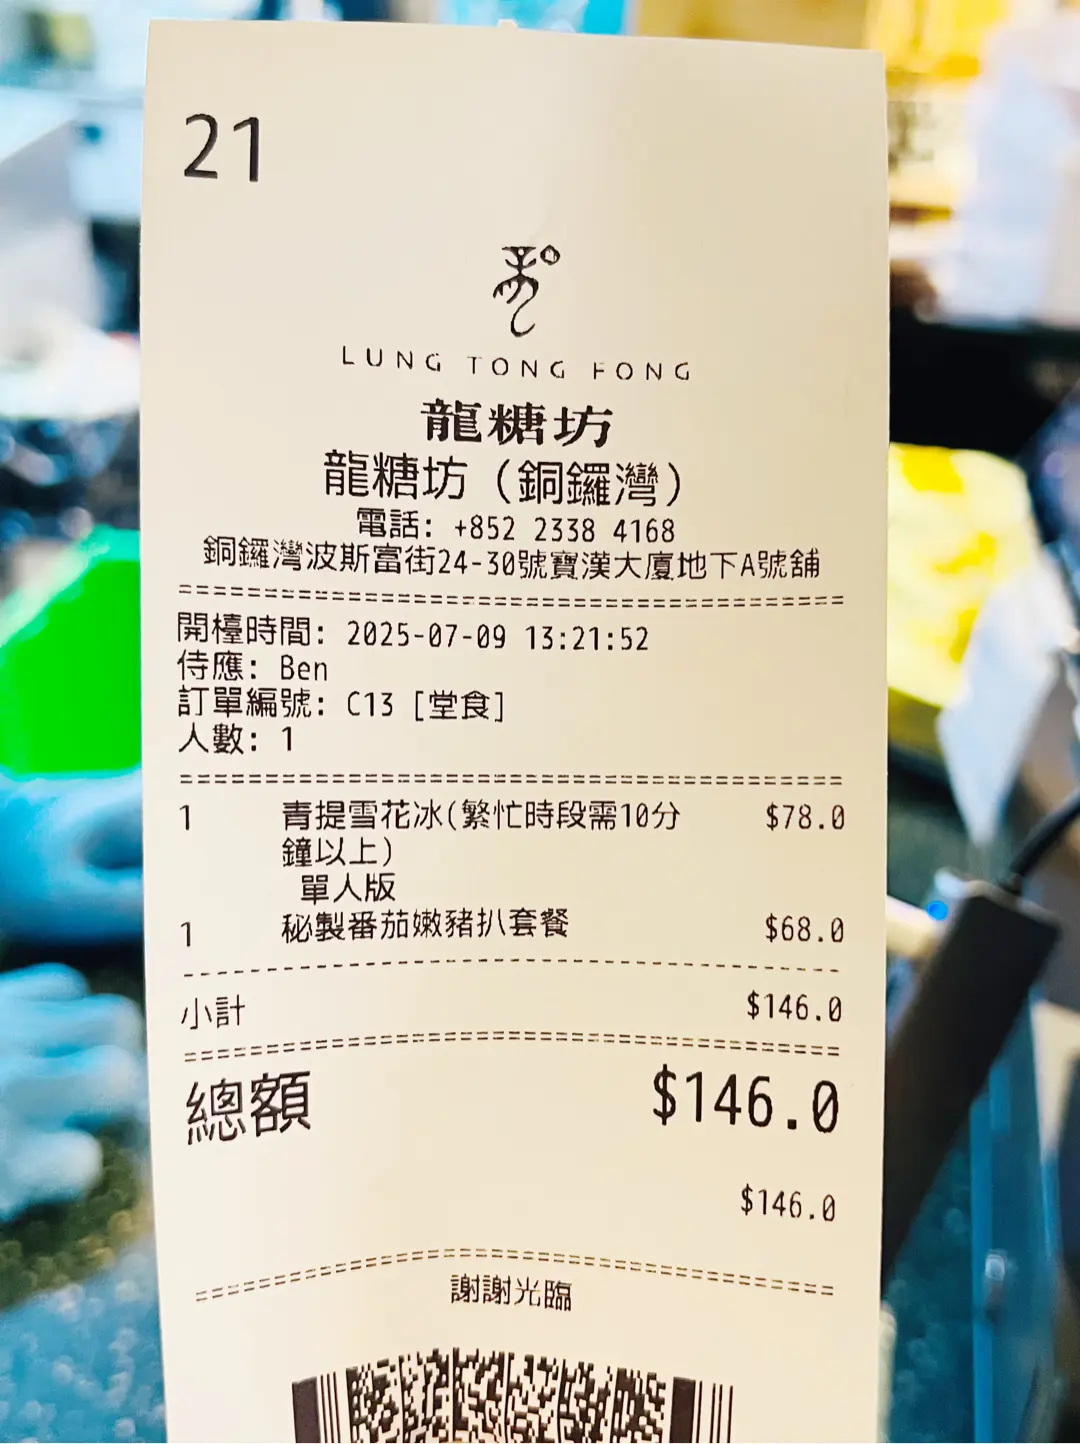 21
LUNG TONG FONG
龍糖坊
龍糖坊（銅鑼灣）
電話: +852 2338 4168
銅鑼灣波斯富街24-30號寶漢大廈地下A號舖
======================================
開檯時間: 2025-07-09 13:21:52
侍應: Ben
訂單編號: C13 [堂食]
人數: 1
======================================
1 青提雪花冰(繁忙時段需10分 $78.0
鐘以上)
單人版
1 秘製番茄嫩豬扒套餐 $68.0
--------------------------------------
小計 $146.0
======================================
總額 $146.0
$146.0
======================================
謝謝光臨